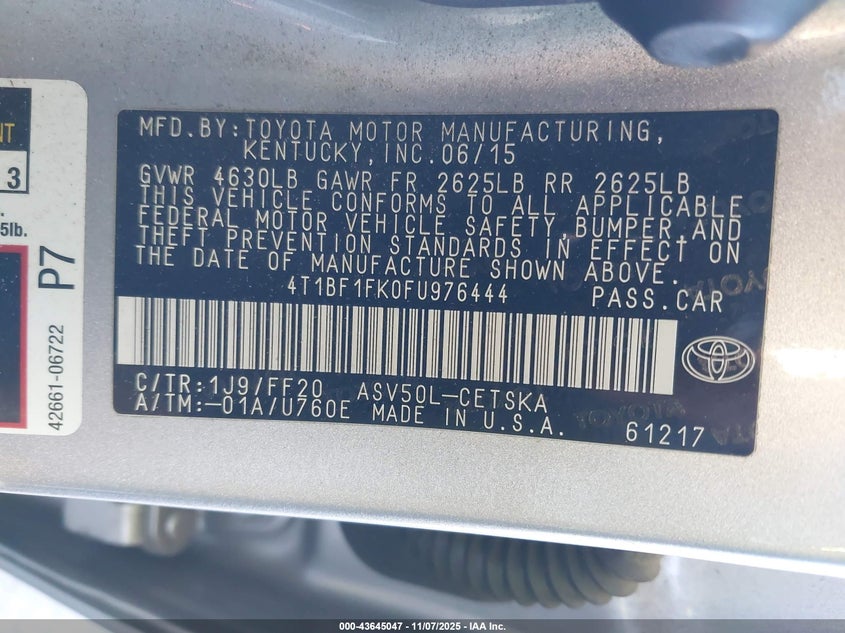 MFD.BY:TOYOTA MOTOR MANUFACTURING,
KENTUCKY,INC.06/15
GVWR 4630LB GAWR FR 2625LB RR 2625LB
THIS VEHICLE CONFORMS TO ALL APPLICABLE
FEDERAL MOTOR VEHICLE SAFETY,BUMPER,AND
THEFT PREVENTION STANDARDS IN EFFECT ON
THE DATE OF MANUFACTURE SHOWN ABOVE.
4T1BF1FK0FU976444 PASS.CAR
C/TR:1J9/FF20 ASV50L-CETSKA
A/TM:-01A/U760E MADE IN U.S.A. 61217
3
5lb.
P7
42661-06722
000-43645047 - 11/07/2025 - IAA Inc.